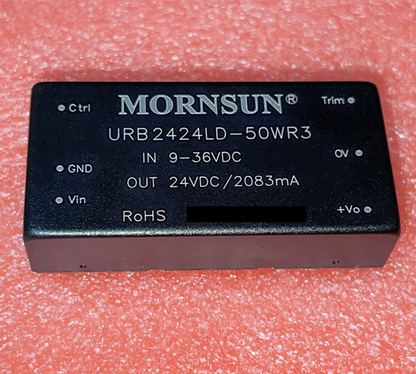 Ctrl MORNSUN® Trim
URB2424LD-50WR3
IN 9-36VDC 0V
GND OUT 24VDC/2083mA
Vin
RoHS +Vo